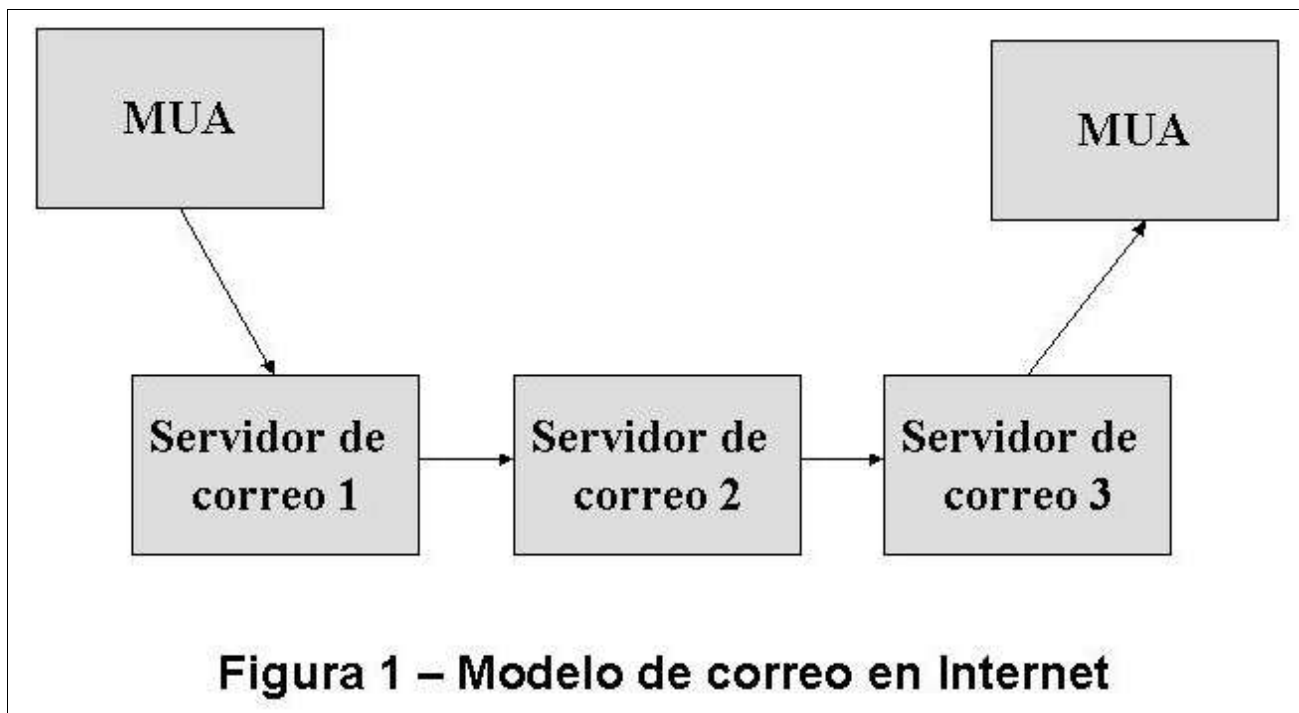 MUA
MUA
Servidor de
correo 1
Servidor de
correo 2
Servidor de
correo 3
Figura 1 – Modelo de correo en Internet